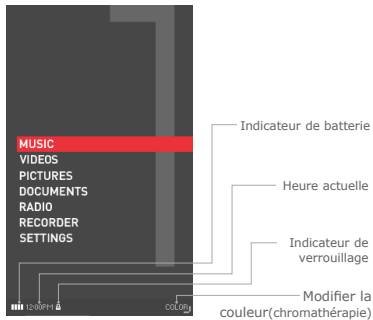 Indicateur de batterie
MUSIC
VIDEOS
PICTURES
Heure actuelle
DOCUMENTS
RADIO
RECORDER
SETTINGS
Indicateur de
verrouillage
Modifier la
couleur(chromathérapie)
12:00PM
COLOR